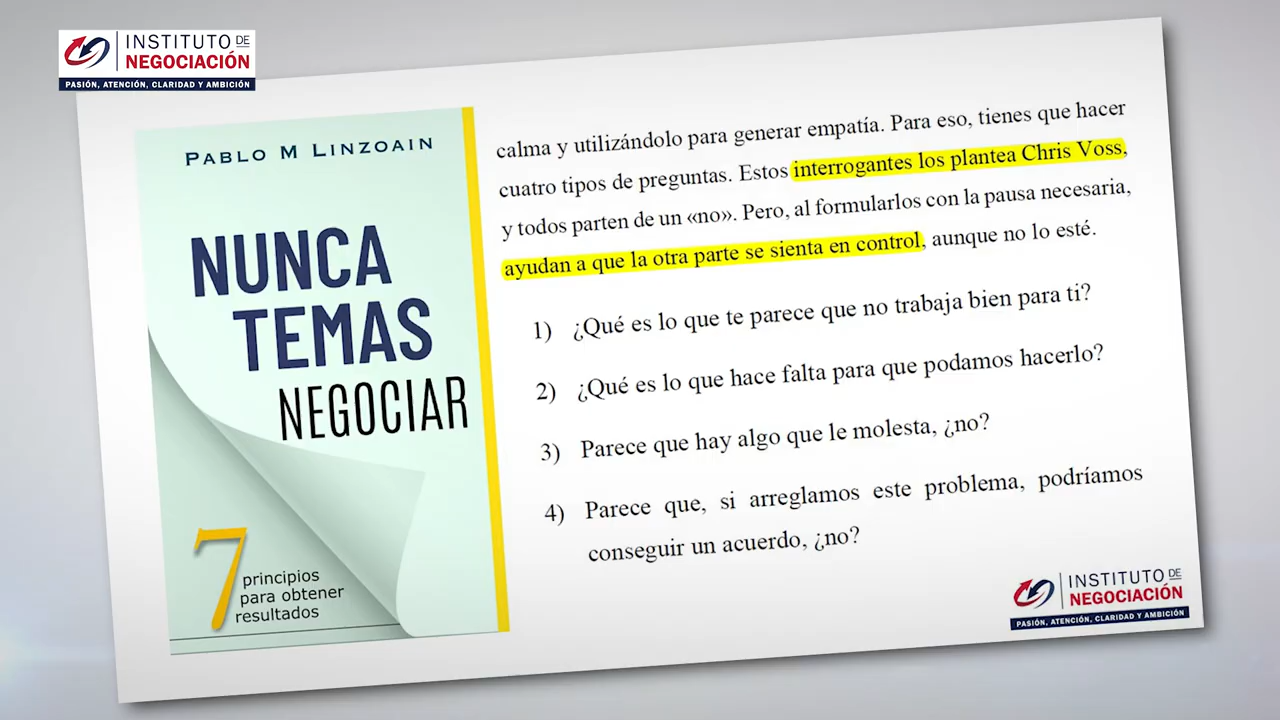 INSTITUTO DE
NEGOCIACIÓN
PASIÓN, ATENCIÓN, CLARIDAD Y AMBICIÓN
PABLO M LINZOAIN
NUNCA
TEMAS
NEGOCIAR
7
principios
para obtener
resultados
calma y utilizándolo para generar empatía. Para eso, tienes que hacer
cuatro tipos de preguntas. Estos interrogantes los plantea Chris Voss,
y todos parten de un «no». Pero, al formularlos con la pausa necesaria,
ayudan a que la otra parte se sienta en control, aunque no lo esté.
1) ¿Qué es lo que te parece que no trabaja bien para ti?
2) ¿Qué es lo que hace falta para que podamos hacerlo?
3) Parece que hay algo que le molesta, ¿no?
4) Parece que, si arreglamos este problema, podríamos
conseguir un acuerdo, ¿no?
INSTITUTO DE
NEGOCIACIÓN
PASIÓN, ATENCIÓN, CLARIDAD Y AMBICIÓN